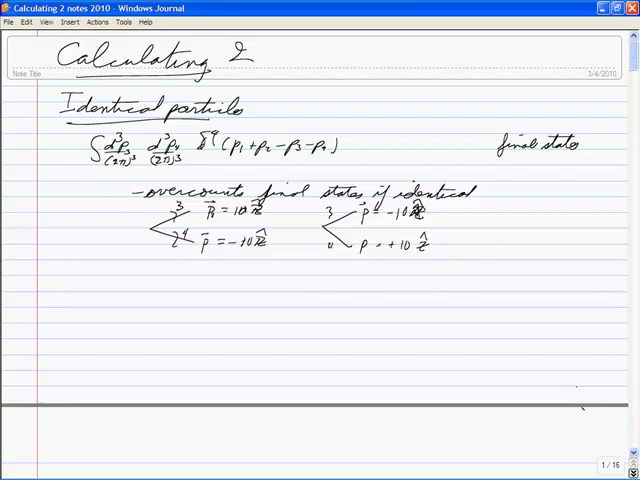 Calculating 2 notes 2010 - Windows Journal
File Edit View Insert Actions Tools Help
Calculating 2
Note Title
3/4/2010
Identical particles
∫ d³p₃/(2π)³ d³p₄/(2π)³ δ⁴ (p₁+p₂-p₃-p₄) final states
- overcounts final states if identical
3 p⃗ = 10 ẑ 3 p⃗ = -10 ẑ
4 p⃗ = -10 ẑ 4 p = +10 ẑ
1 / 16